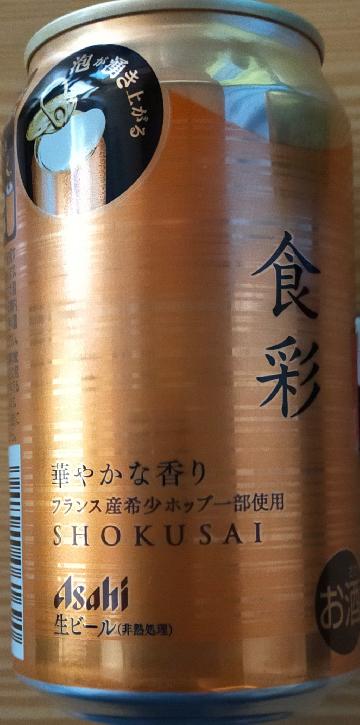 泡が湧き上がる
食彩
華やかな香り
フランス産希少ホップ一部使用
SHOKUSAI
Asahi
生ビール(非熱処理)
お酒